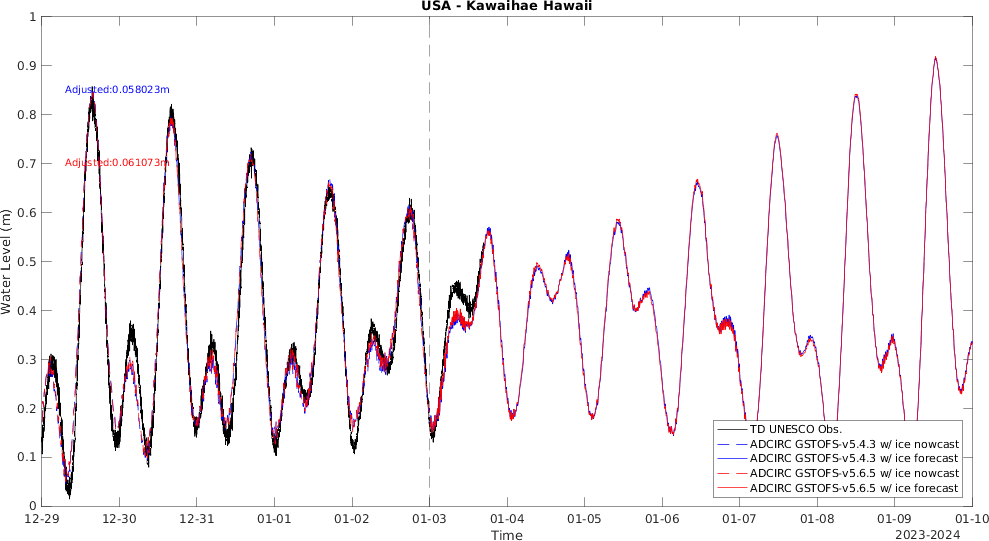 USA - Kawaihae Hawaii
1
0.9
0.8
0.7
0.6
0.5
0.4
0.3
0.2
0.1
0
Water Level (m)
Adjusted:0.058023m
Adjusted:0.061073m
TD UNESCO Obs.
ADCIRC GSTOFS-v5.4.3 w/ ice nowcast
ADCIRC GSTOFS-v5.4.3 w/ ice forecast
ADCIRC GSTOFS-v5.6.5 w/ ice nowcast
ADCIRC GSTOFS-v5.6.5 w/ ice forecast
12-29 12-30 12-31 01-01 01-02 01-03 01-04 01-05 01-06 01-07 01-08 01-09 01-10
Time
2023-2024